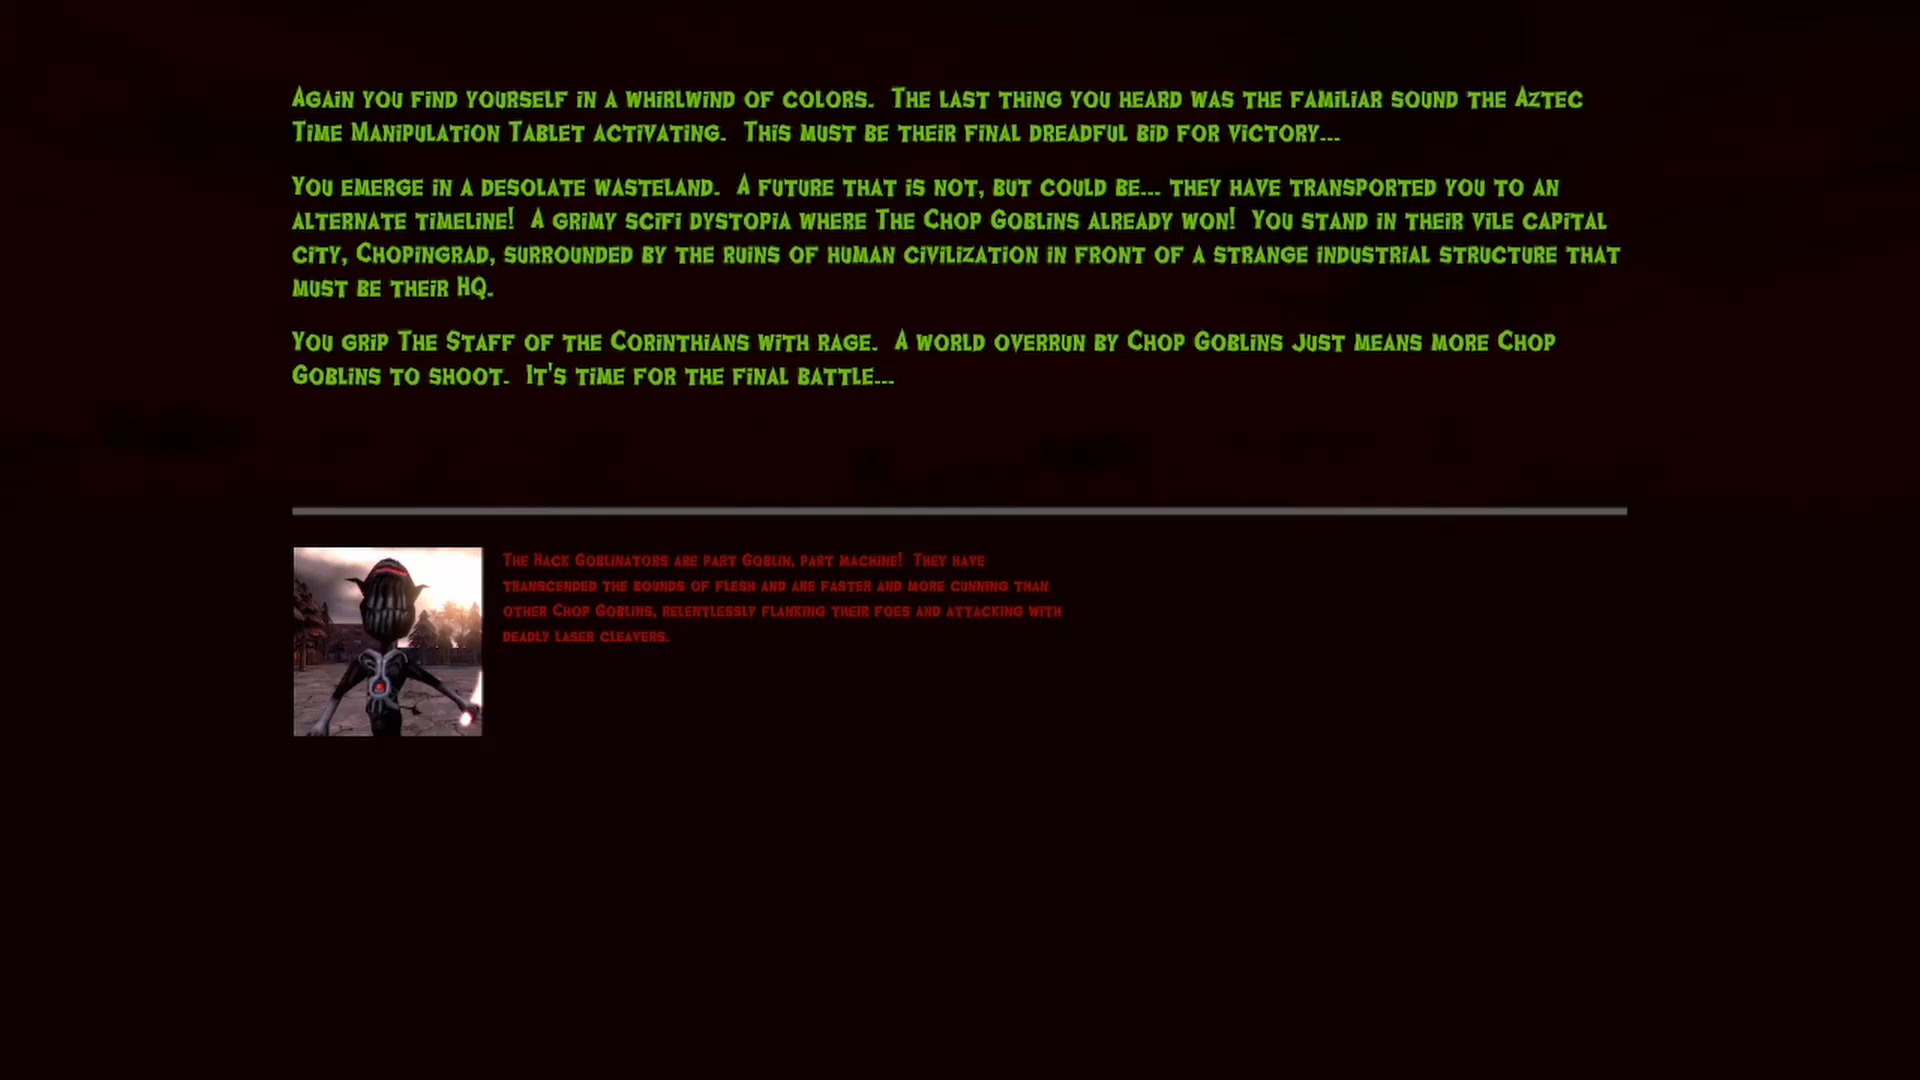 Again you find yourself in a whirlwind of colors.  The last thing you heard was the familiar sound the Aztec
Time Manipulation Tablet activating.  This must be their final dreadful bid for victory...
You emerge in a desolate wasteland.  A future that is not, but could be... they have transported you to an
alternate timeline!  A grimy scifi dystopia where The Chop Goblins already won!  You stand in their vile capital
city, Chopingrad, surrounded by the ruins of human civilization in front of a strange industrial structure that
must be their HQ.
You grip The Staff of the Corinthians with rage.  A world overrun by Chop Goblins just means more Chop
Goblins to shoot.  It's time for the final battle...
The Hack Goblinators are part Goblin, part machine!  They have
transcended the bounds of flesh and are faster and more cunning than
other Chop Goblins, relentlessly flanking their foes and attacking with
deadly laser cleavers.